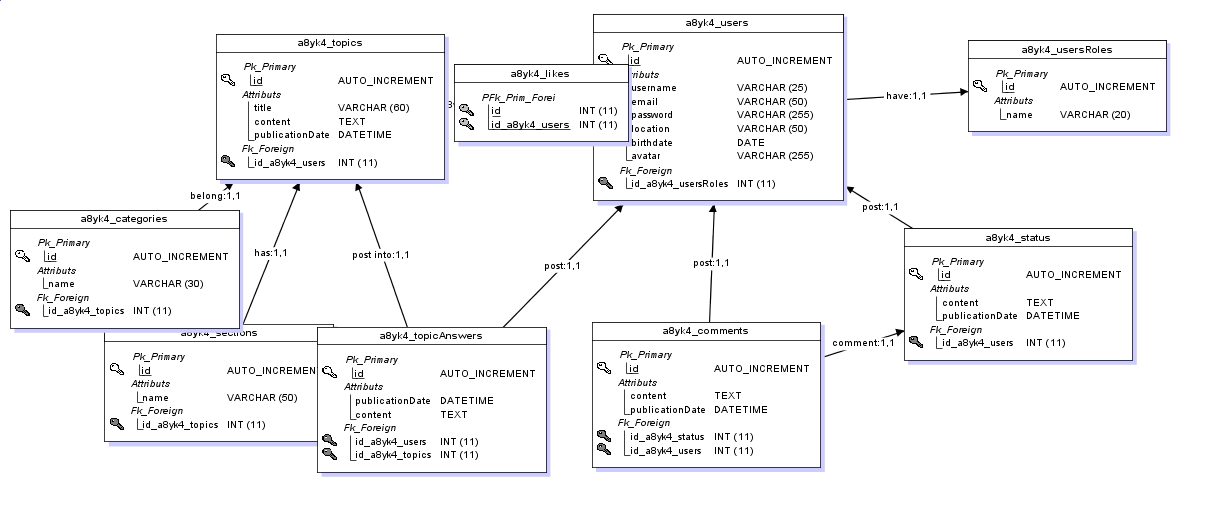 a8yk4_topics
Pk_Primary
id AUTO_INCREMENT
Attributs
title VARCHAR (60)
content TEXT
publicationDate DATETIME
Fk_Foreign
id_a8yk4_users INT (11)
a8yk4_likes
PFk_Prim_Forei
id INT (11)
id_a8yk4_users INT (11)
a8yk4_users
Pk_Primary
id AUTO_INCREMENT
username VARCHAR (25)
email VARCHAR (50)
password VARCHAR (255)
location VARCHAR (50)
birthdate DATE
avatar VARCHAR (255)
Fk_Foreign
id_a8yk4_usersRoles INT (11)
have:1,1
a8yk4_usersRoles
Pk_Primary
id AUTO_INCREMENT
Attributs
name VARCHAR (20)
belong:1,1
has:1,1
post into:1,1
post:1,1
post:1,1
post:1,1
a8yk4_categories
Pk_Primary
id AUTO_INCREMENT
Attributs
name VARCHAR (30)
Fk_Foreign
id_a8yk4_topics INT (11)
a8yk4_sections
Pk_Primary
id AUTO_INCREMEN
Attributs
name VARCHAR (50)
Fk_Foreign
id_a8yk4_topics INT (11)
a8yk4_topicAnswers
Pk_Primary
id AUTO_INCREMENT
Attributs
publicationDate DATETIME
content TEXT
Fk_Foreign
id_a8yk4_users INT (11)
id_a8yk4_topics INT (11)
a8yk4_comments
Pk_Primary
id AUTO_INCREMENT
Attributs
content TEXT
publicationDate DATETIME
Fk_Foreign
id_a8yk4_status INT (11)
id_a8yk4_users INT (11)
comment:1,1
a8yk4_status
Pk_Primary
id AUTO_INCREMENT
Attributs
content TEXT
publicationDate DATETIME
Fk_Foreign
id_a8yk4_users INT (11)